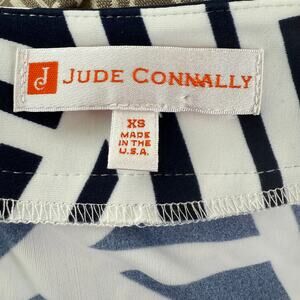 JC JUDE CONNALLY
XS
MADE
IN THE
U.S.A.